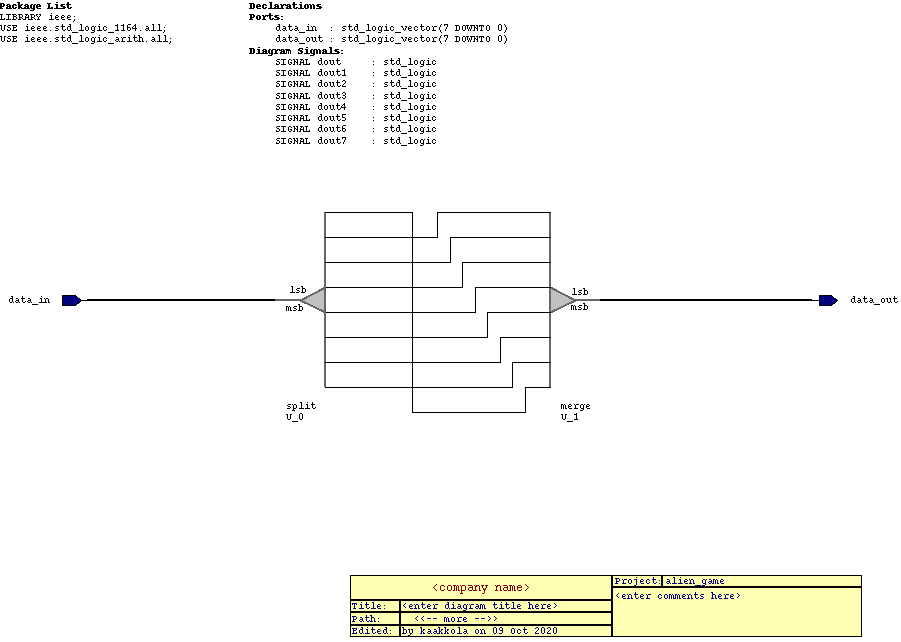 Package List
LIBRARY ieee;
USE ieee.std_logic_1164.all;
USE ieee.std_logic_arith.all;
Declarations
Ports:
data_in : std_logic_vector(7 DOWNTO 0)
data_out : std_logic_vector(7 DOWNTO 0)
Diagram Signals:
SIGNAL dout : std_logic
SIGNAL dout1 : std_logic
SIGNAL dout2 : std_logic
SIGNAL dout3 : std_logic
SIGNAL dout4 : std_logic
SIGNAL dout5 : std_logic
SIGNAL dout6 : std_logic
SIGNAL dout7 : std_logic
data_in
lsb
msb
lsb
msb
data_out
split
U_0
merge
U_1
<company name>
Title: <enter diagram title here>
Path: <<-- more -->>
Edited: by kaakkola on 09 Oct 2020
Project: alien_game
<enter comments here>